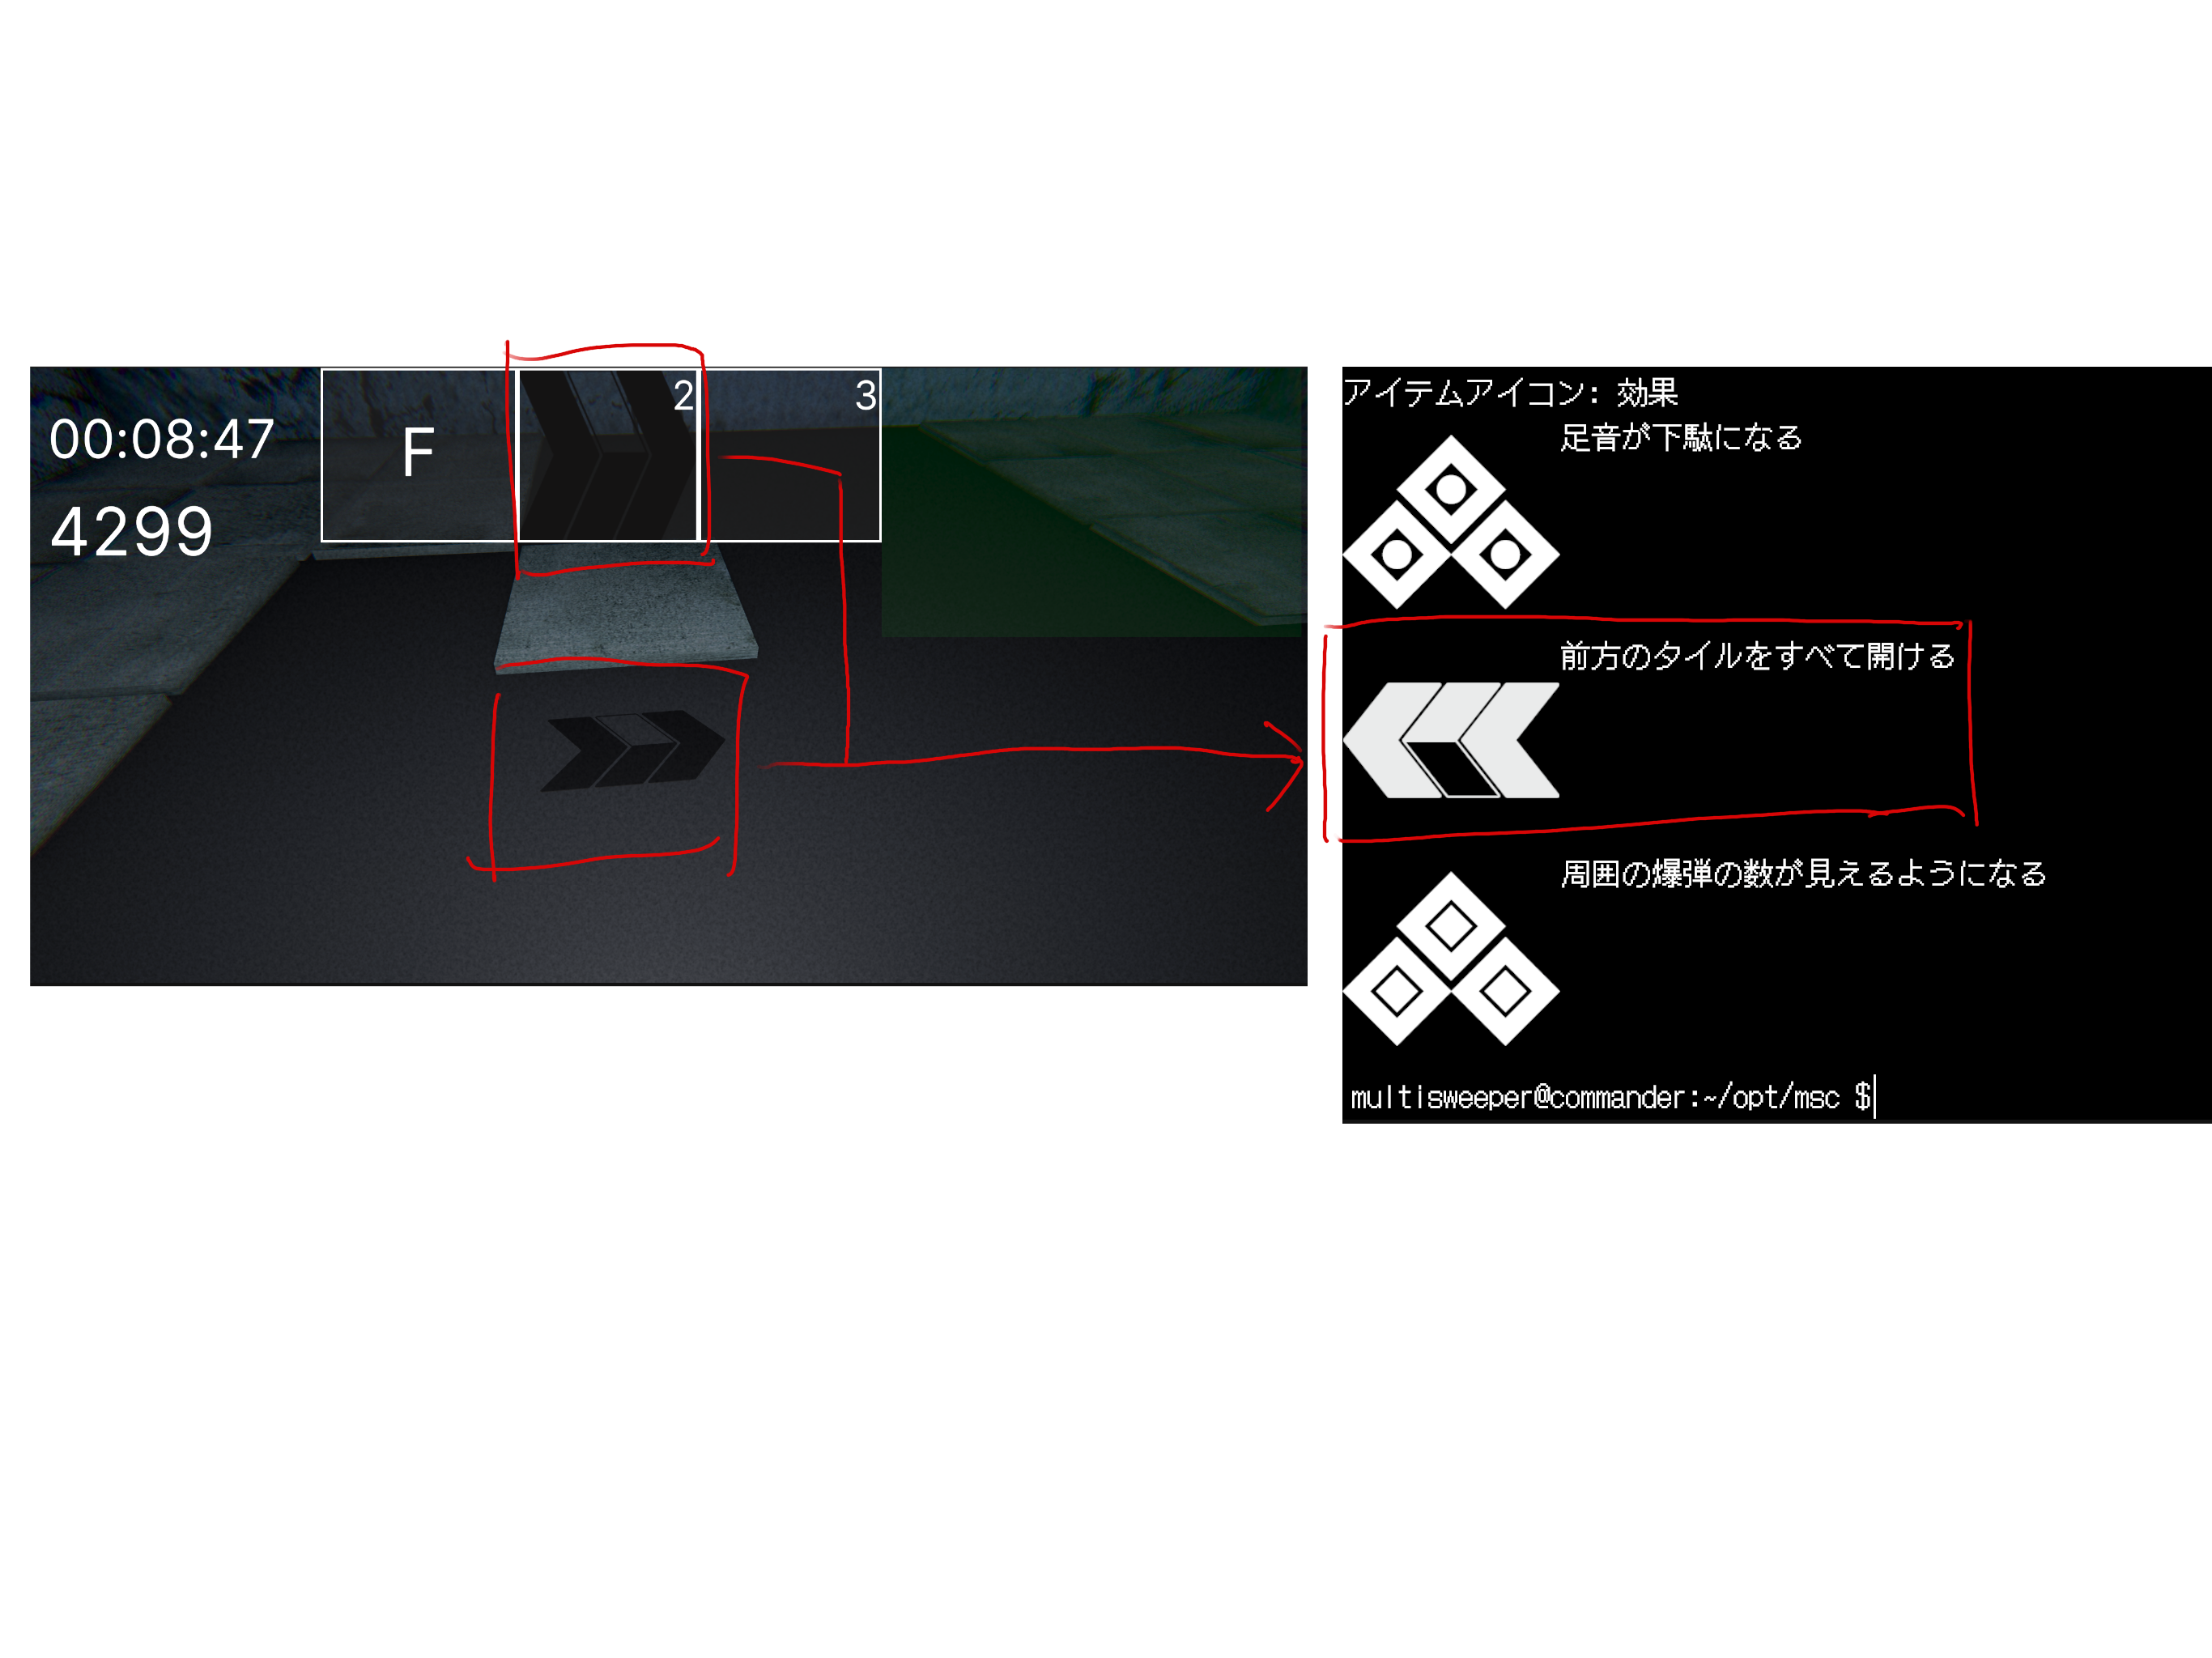 00:08:47
4299
F
2
3
アイテムアイコン: 効果
足音が下駄になる
前方のタイルをすべて開ける
周囲の爆弾の数が見えるようになる
multisweeper@commander:~/opt/msc $